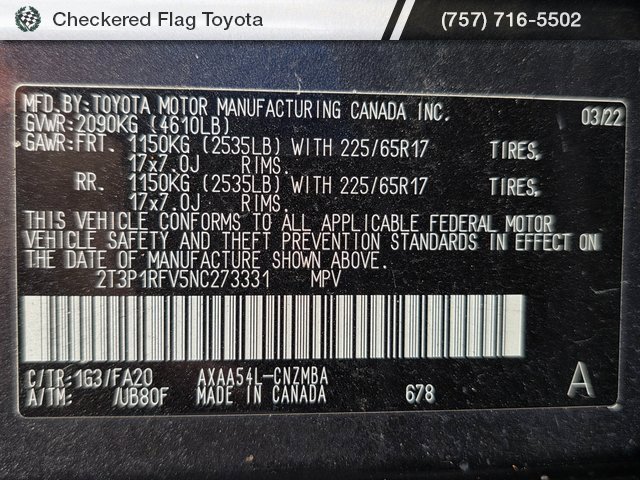 Checkered Flag Toyota
(757) 716-5502
MFD.BY:TOYOTA MOTOR MANUFACTURING CANADA INC. 03/22
GVWR:2090KG (4610LB)
GAWR:FRT. 1150KG (2535LB) WITH 225/65R17 TIRES,
17x7.0J RIMS.
RR. 1150KG (2535LB) WITH 225/65R17 TIRES,
17x7.0J RIMS.
THIS VEHICLE CONFORMS TO ALL APPLICABLE FEDERAL MOTOR
VEHICLE SAFETY AND THEFT PREVENTION STANDARDS IN EFFECT ON
THE DATE OF MANUFACTURE SHOWN ABOVE.
2T3P1RFV5NC273331 MPV
C/TR:1G3/FA20 AXAA54L-CNZMBA
A/TM: /UB80F MADE IN CANADA 678 A